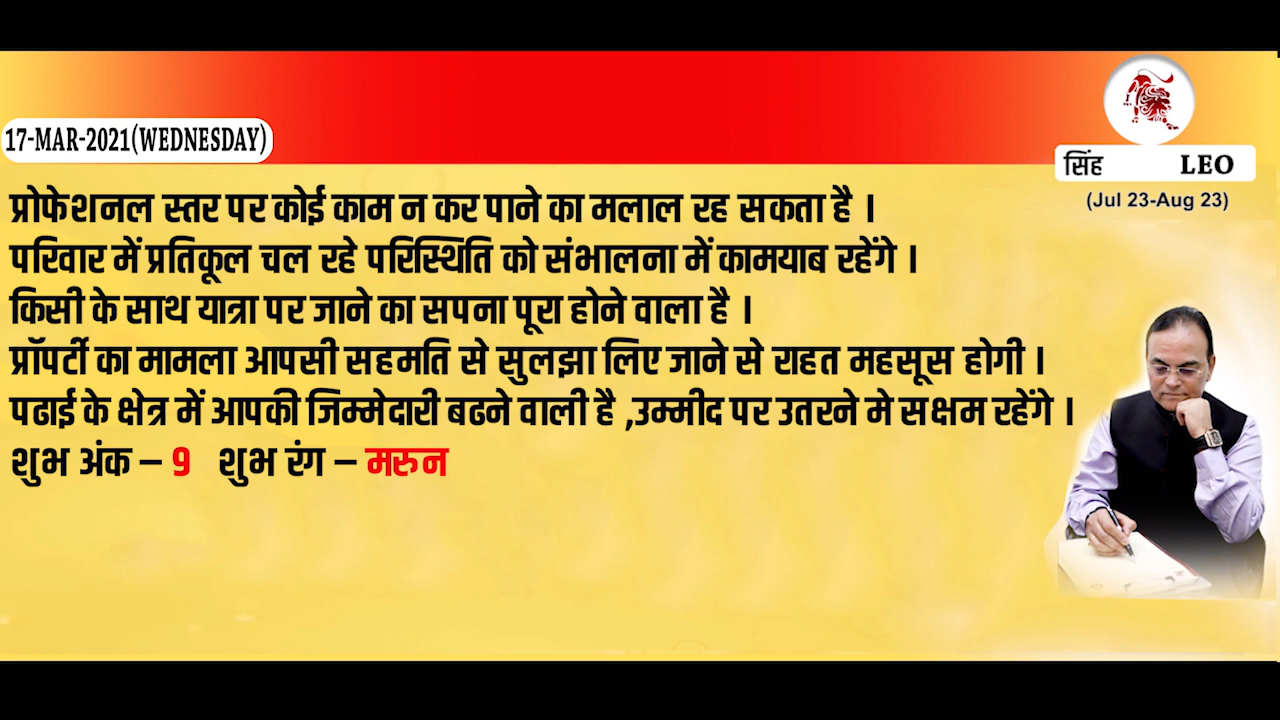 17-MAR-2021(WEDNESDAY)
सिंह LEO
(Jul 23-Aug 23)
प्रोफेशनल स्तर पर कोई काम न कर पाने का मलाल रह सकता है ।
परिवार में प्रतिकूल चल रहे परिस्थिति को संभालना में कामयाब रहेंगे ।
किसी के साथ यात्रा पर जाने का सपना पूरा होने वाला है ।
प्रॉपर्टी का मामला आपसी सहमति से सुलझा लिए जाने से राहत महसूस होगी ।
पढाई के क्षेत्र में आपकी जिम्मेदारी बढने वाली है ,उम्मीद पर उतरने मे सक्षम रहेंगे ।
शुभ अंक – 9 शुभ रंग – मरुन